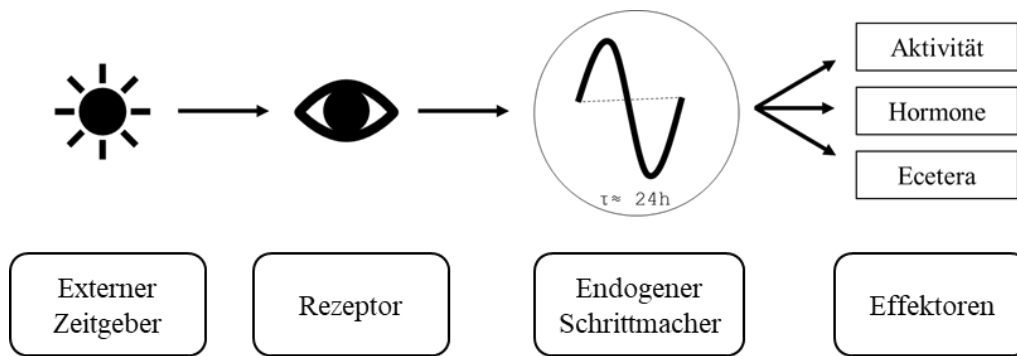 Aktivität
Hormone
Ecetera
τ≈ 24h
Externer
Zeitgeber
Rezeptor
Endogener
Schrittmacher
Effektoren